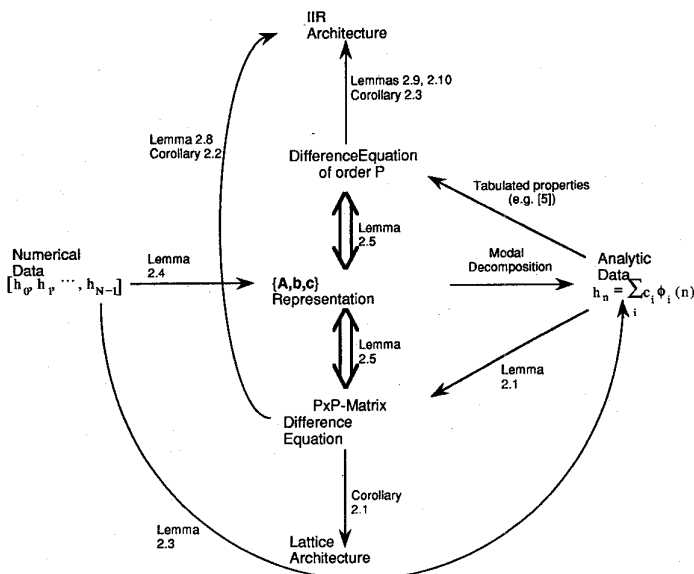 IIR
Architecture
Lemmas 2.9, 2.10
Corollary 2.3
Lemma 2.8
Corollary 2.2
DifferenceEquation
of order P
Tabulated properties
(e.g. [5])
Lemma
2.5
Numerical
Data
[h₀, h₁, ⋯, h_{N-1}]
Lemma
2.4
{A,b,c}
Representation
Modal
Decomposition
Analytic
Data
hₙ = ∑ cᵢ ϕᵢ (n)
i
Lemma
2.5
Lemma
2.1
PxP-Matrix
Difference
Equation
Corollary
2.1
Lemma
2.3
Lattice
Architecture